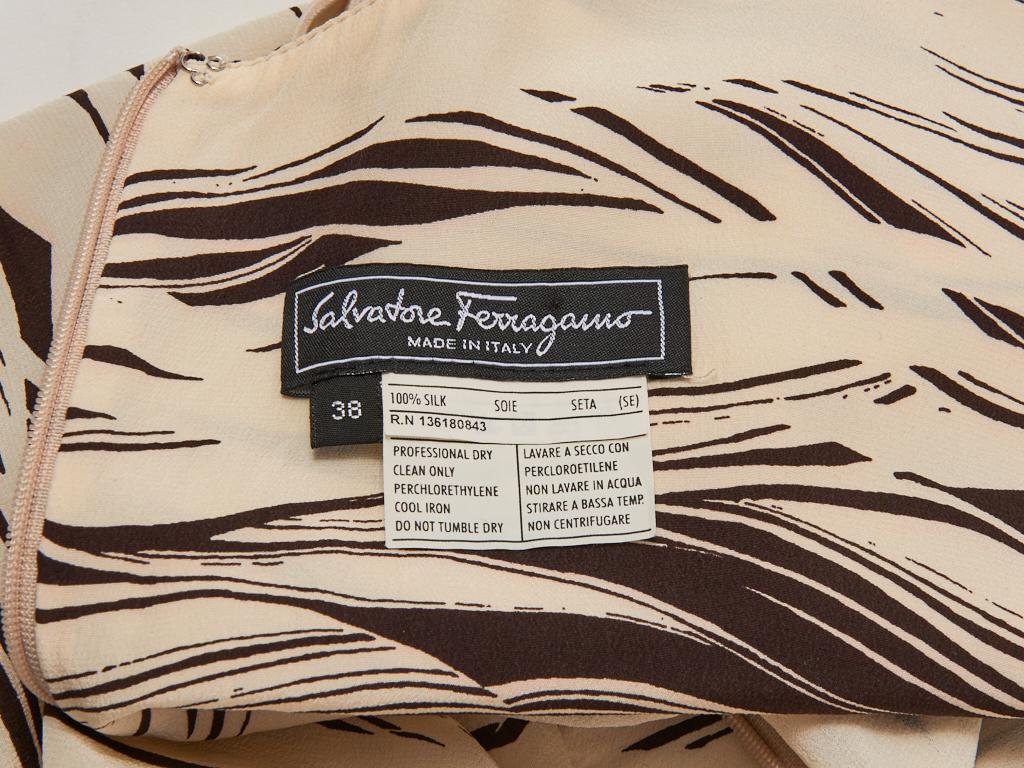 Salvatore Ferragamo
MADE IN ITALY
38
100% SILK SOIE SETA (SE)
R.N 136180843
PROFESSIONAL DRY
CLEAN ONLY
PERCHLORETHYLENE
COOL IRON
DO NOT TUMBLE DRY
LAVARE A SECCO CON
PERCLOROETILENE
NON LAVARE IN ACQUA
STIRARE A BASSA TEMP.
NON CENTRIFUGARE